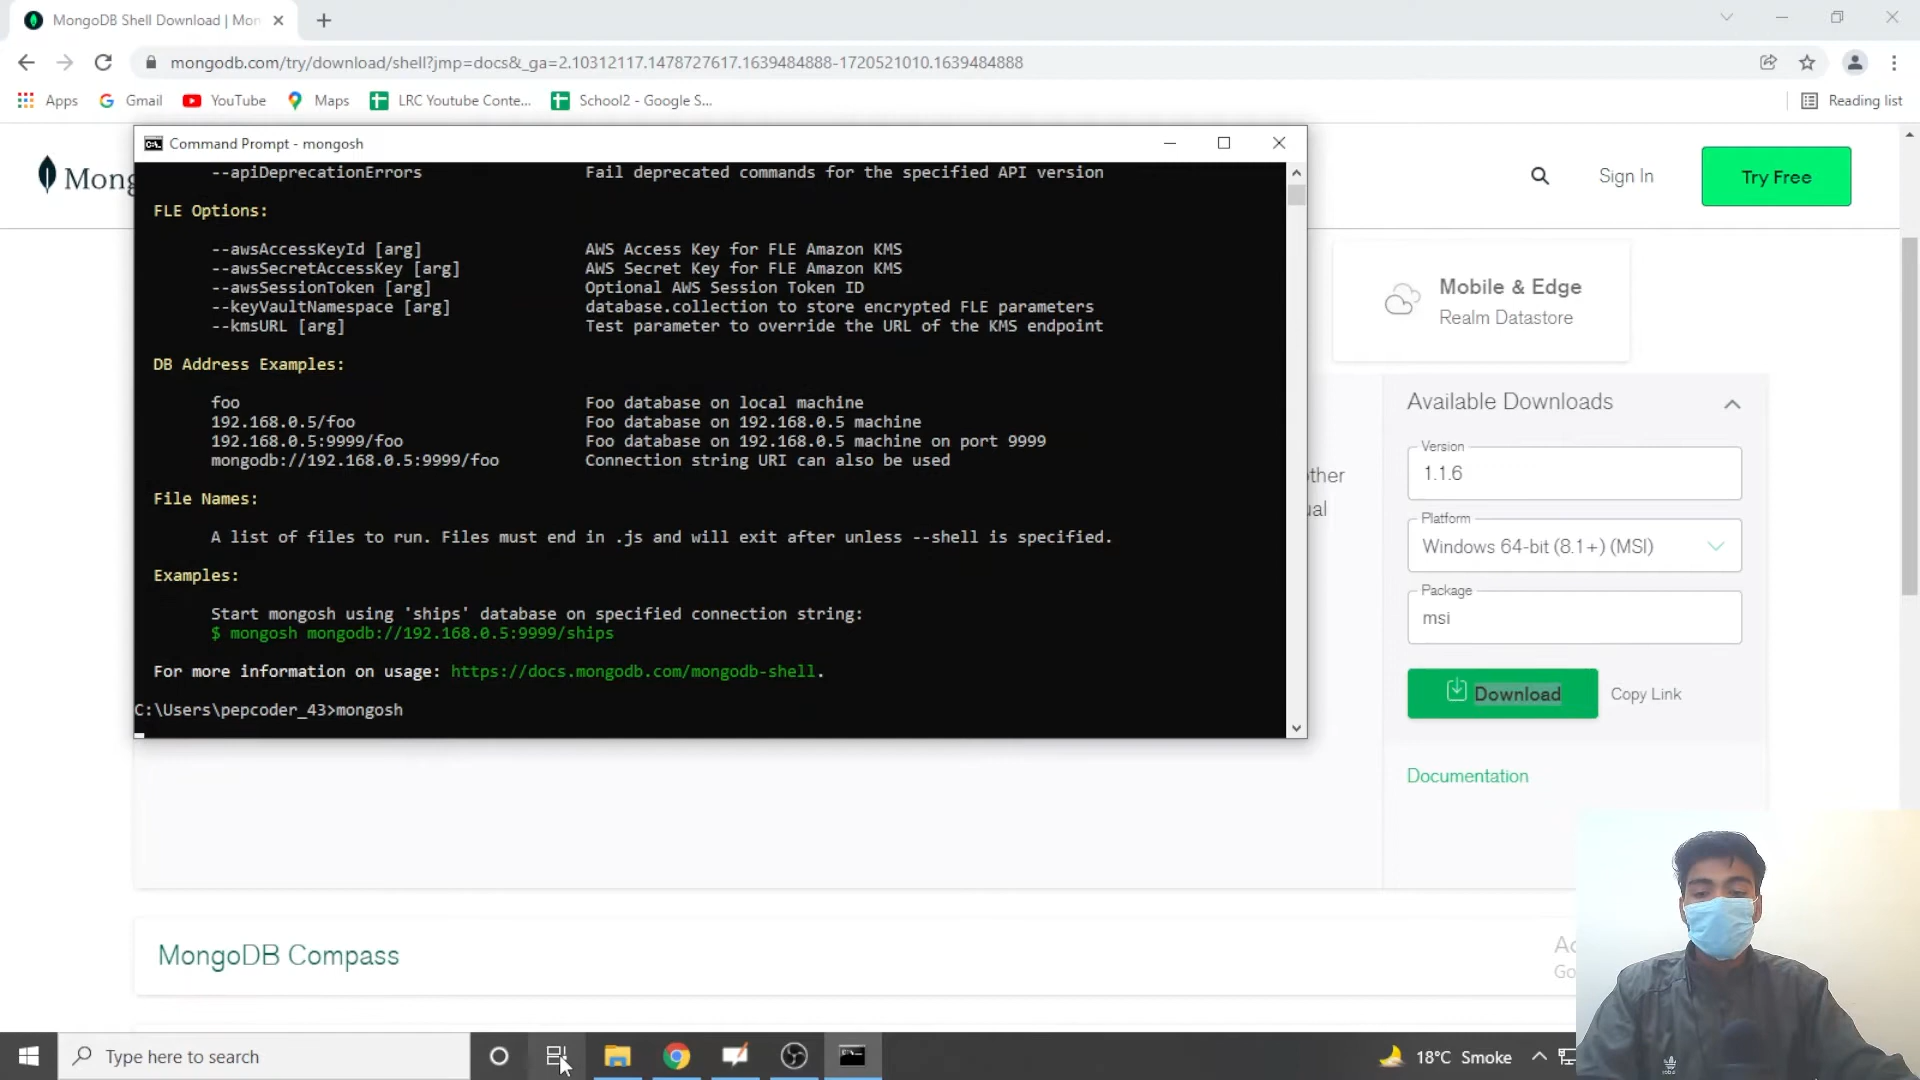 MongoDB Shell Download | Mon
mongodb.com/try/download/shell?jmp=docs&_ga=2.10312117.1478727617.1639484888-1720521010.1639484888
Apps
Gmail
YouTube
Maps
LRC Youtube Conte...
School2 - Google S...
Reading list
Command Prompt - mongosh
Mong
Sign In
Try Free
--apiDeprecationErrors Fail deprecated commands for the specified API version
FLE Options:
--awsAccessKeyId [arg] AWS Access Key for FLE Amazon KMS
--awsSecretAccessKey [arg] AWS Secret Key for FLE Amazon KMS
--awsSessionToken [arg] Optional AWS Session Token ID
--keyVaultNamespace [arg] database.collection to store encrypted FLE parameters
--kmsURL [arg] Test parameter to override the URL of the KMS endpoint
DB Address Examples:
foo Foo database on local machine
192.168.0.5/foo Foo database on 192.168.0.5 machine
192.168.0.5:9999/foo Foo database on 192.168.0.5 machine on port 9999
mongodb://192.168.0.5:9999/foo Connection string URI can also be used
File Names:
A list of files to run. Files must end in .js and will exit after unless --shell is specified.
Examples:
Start mongosh using 'ships' database on specified connection string:
$ mongosh mongodb://192.168.0.5:9999/ships
For more information on usage: https://docs.mongodb.com/mongodb-shell.
C:\Users\pepcoder_43>mongosh
Mobile & Edge
Realm Datastore
ther
ual
Available Downloads
Version
1.1.6
Platform
Windows 64-bit (8.1+) (MSI)
Package
msi
Download
Copy Link
Documentation
MongoDB Compass
Go
Type here to search
18°C Smoke